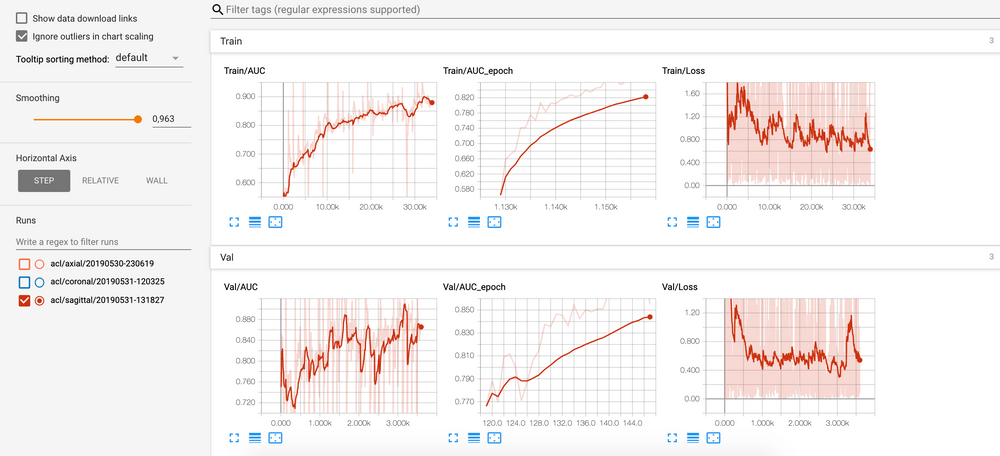 Show data download links
Ignore outliers in chart scaling
Tooltip sorting method: default
Smoothing
0,963
Horizontal Axis
STEP RELATIVE WALL
Runs
Write a regex to filter runs
acl/axial/20190530-230619
acl/coronal/20190531-120325
acl/sagittal/20190531-131827
Filter tags (regular expressions supported)
Train 3
Train/AUC
0.900
0.800
0.700
0.600
0.000 10.00k 20.00k 30.00k
Train/AUC_epoch
0.820
0.780
0.740
0.700
0.660
0.620
0.580
1.130k 1.140k 1.150k
Train/Loss
1.60
1.20
0.800
0.400
0.00
0.000 10.00k 20.00k 30.00k
Val 3
Val/AUC
0.880
0.840
0.800
0.760
0.720
0.000 1.000k 2.000k 3.000k
Val/AUC_epoch
0.850
0.830
0.810
0.790
0.770
120.0 124.0 128.0 132.0 136.0 140.0 144.0
Val/Loss
1.20
0.800
0.400
0.00
0.000 1.000k 2.000k 3.000k